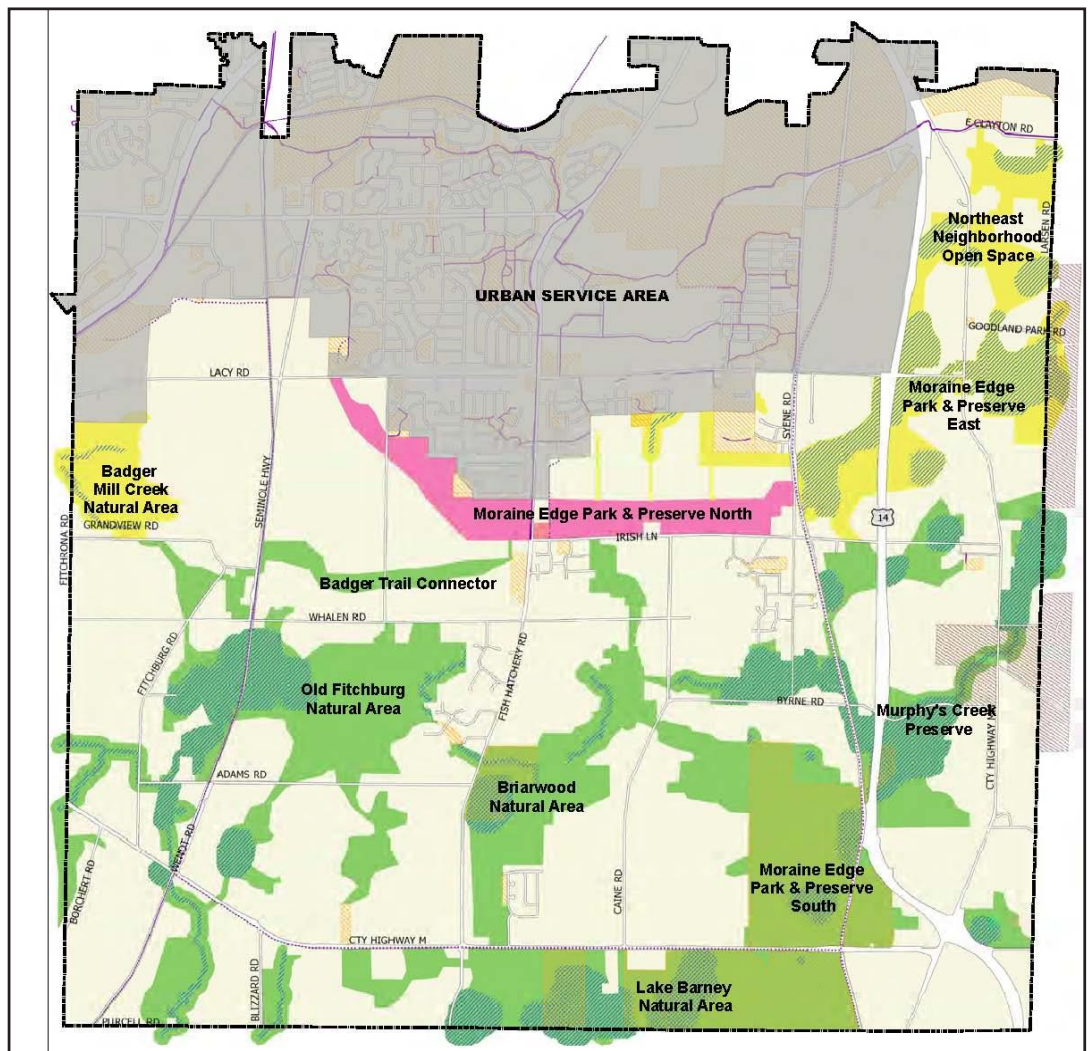 E CLAYTON RD
Northeast
Neighborhood
Open Space
LARSEN RD
URBAN SERVICE AREA
GOODLAND PARK RD
LACY RD
Moraine Edge
Park & Preserve
East
SYENE RD
SEMINOLE HWY
Badger
Mill Creek
Natural Area
GRANDVIEW RD
FITCHRONA RD
Moraine Edge Park & Preserve North
14
IRISH LN
Badger Trail Connector
WHALEN RD
FITCHBURG RD
FISH HATCHERY RD
Old Fitchburg
Natural Area
BYRNE RD
Murphy's Creek
Preserve
CTY HIGHWAY M
ADAMS RD
Briarwood
Natural Area
WENDT RD
BORCHERT RD
Moraine Edge
Park & Preserve
South
CAINE RD
CTY HIGHWAY M
BLIZZARD RD
Lake Barney
Natural Area
PURCELL RD